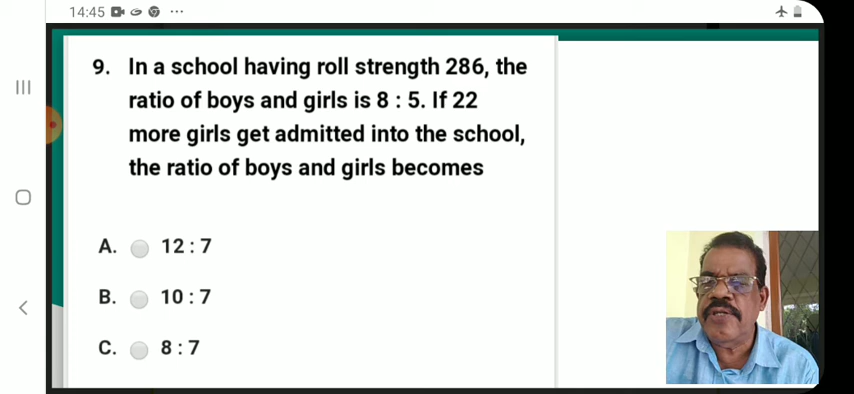 14:45
9. In a school having roll strength 286, the
ratio of boys and girls is 8 : 5. If 22
more girls get admitted into the school,
the ratio of boys and girls becomes
A. 12 : 7
B. 10 : 7
C. 8 : 7